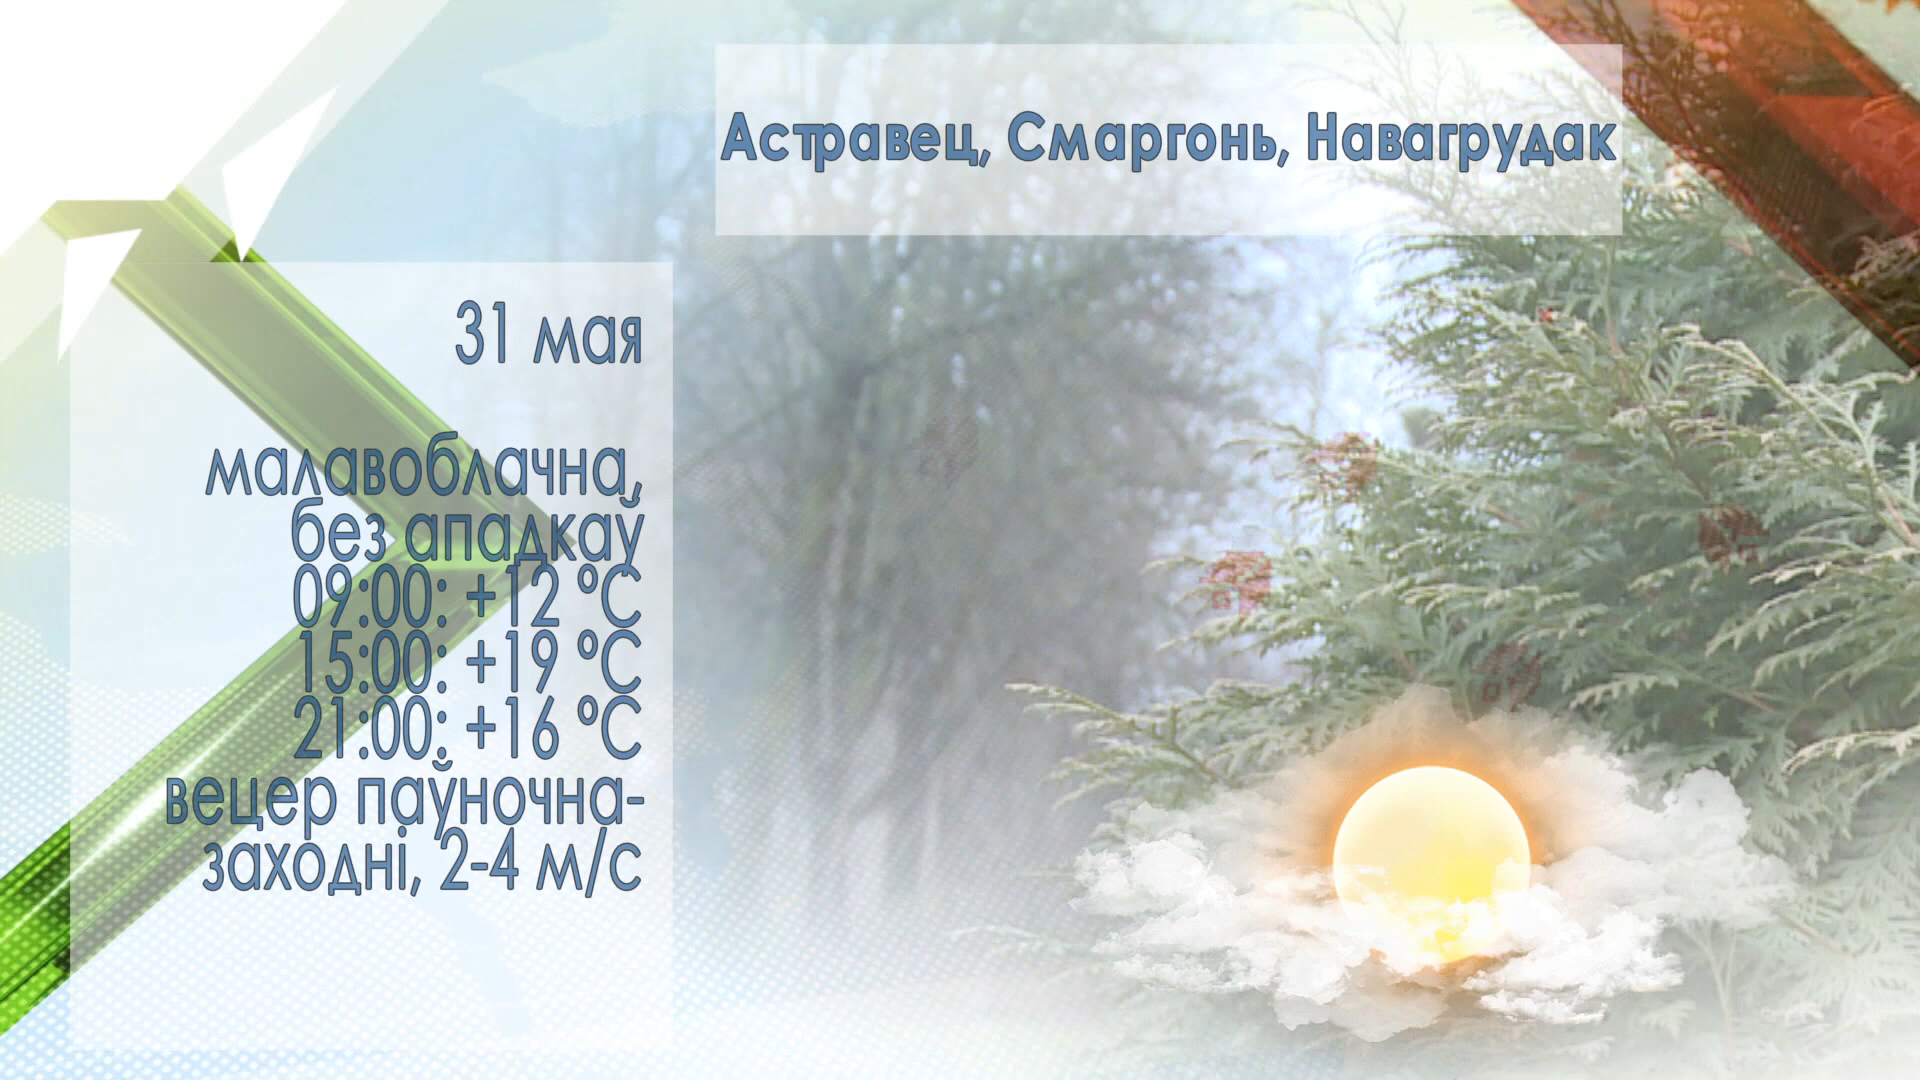 Астравец, Смаргонь, Навагрудак
31 мая
малавоблачна,
без ападкаў
09:00: +12 °C
15:00: +19 °C
21:00: +16 °C
вецер паўночна-
заходні, 2-4 м/с